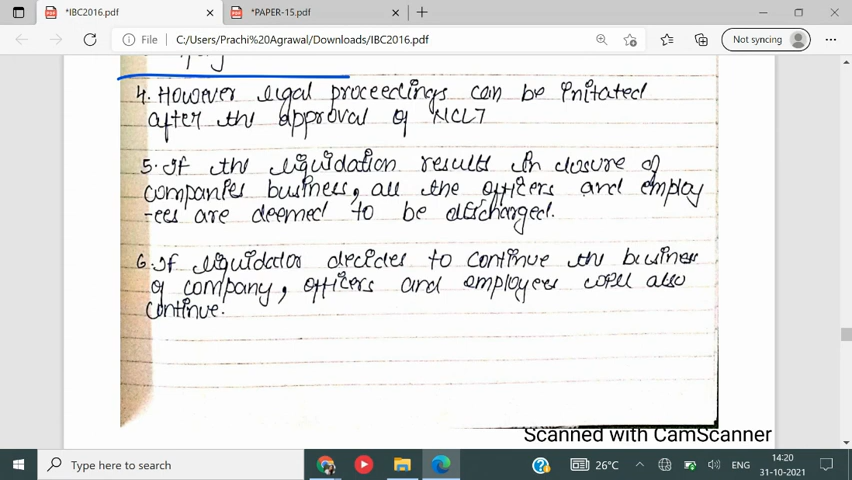 *IBC2016.pdf
*PAPER-15.pdf
File
C:/Users/Prachi%20Agrawal/Downloads/IBC2016.pdf
Not syncing
4. However legal proceedings can be initated
after the approval of NCLT
5. If the liquidation results in closure of
companies business, all the officers and employ
-ees are deemed to be discharged.
6. If liquidator decides to continue the business
of company, officers and employees will also
continue.
Scanned with CamScanner
Type here to search
26°C
ENG
14:20
31-10-2021